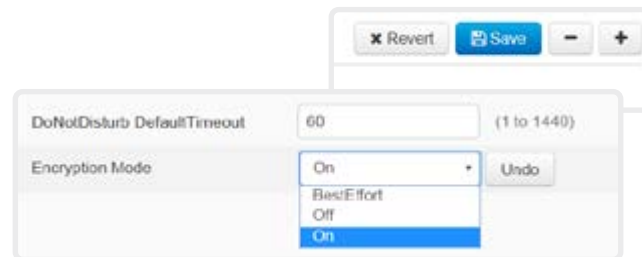 Revert Save - +
DoNotDisturb DefaultTimeout 60 (1 to 1440)
Encryption Mode On Undo
BestEffort
Off
On